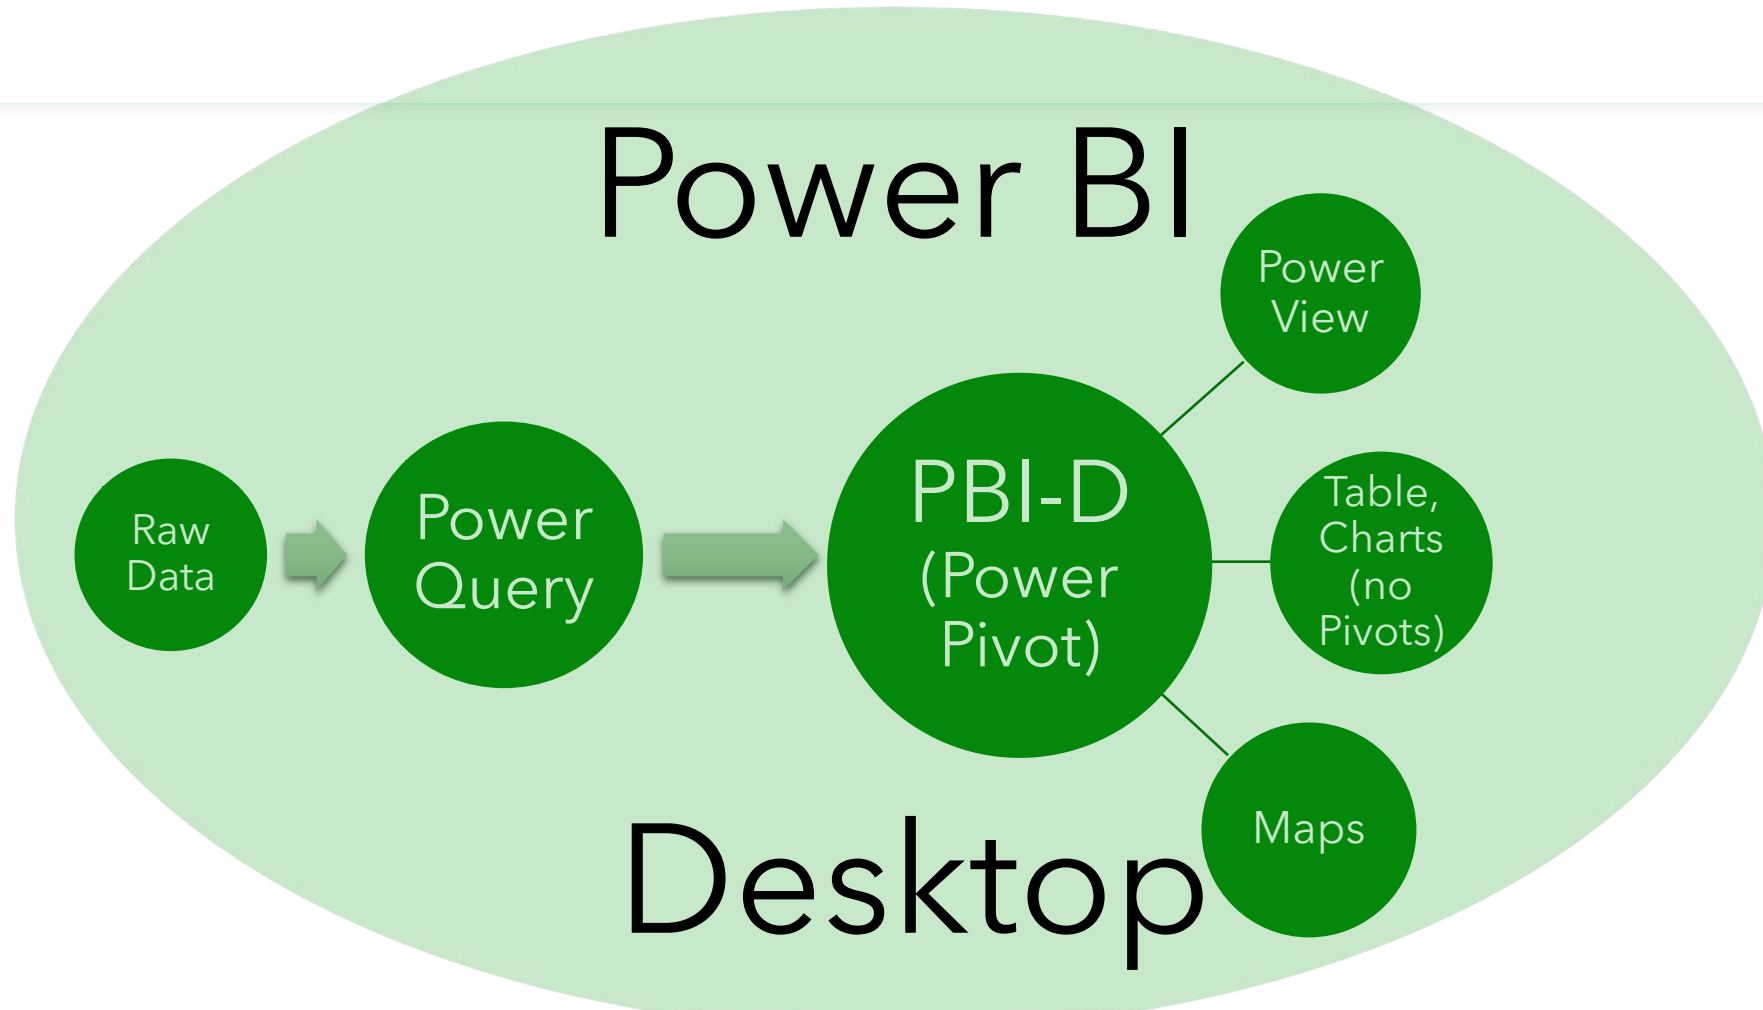 Power BI
Power
View
Raw
Data
Power
Query
PBI-D
(Power
Pivot)
Table,
Charts
(no
Pivots)
Maps
Desktop